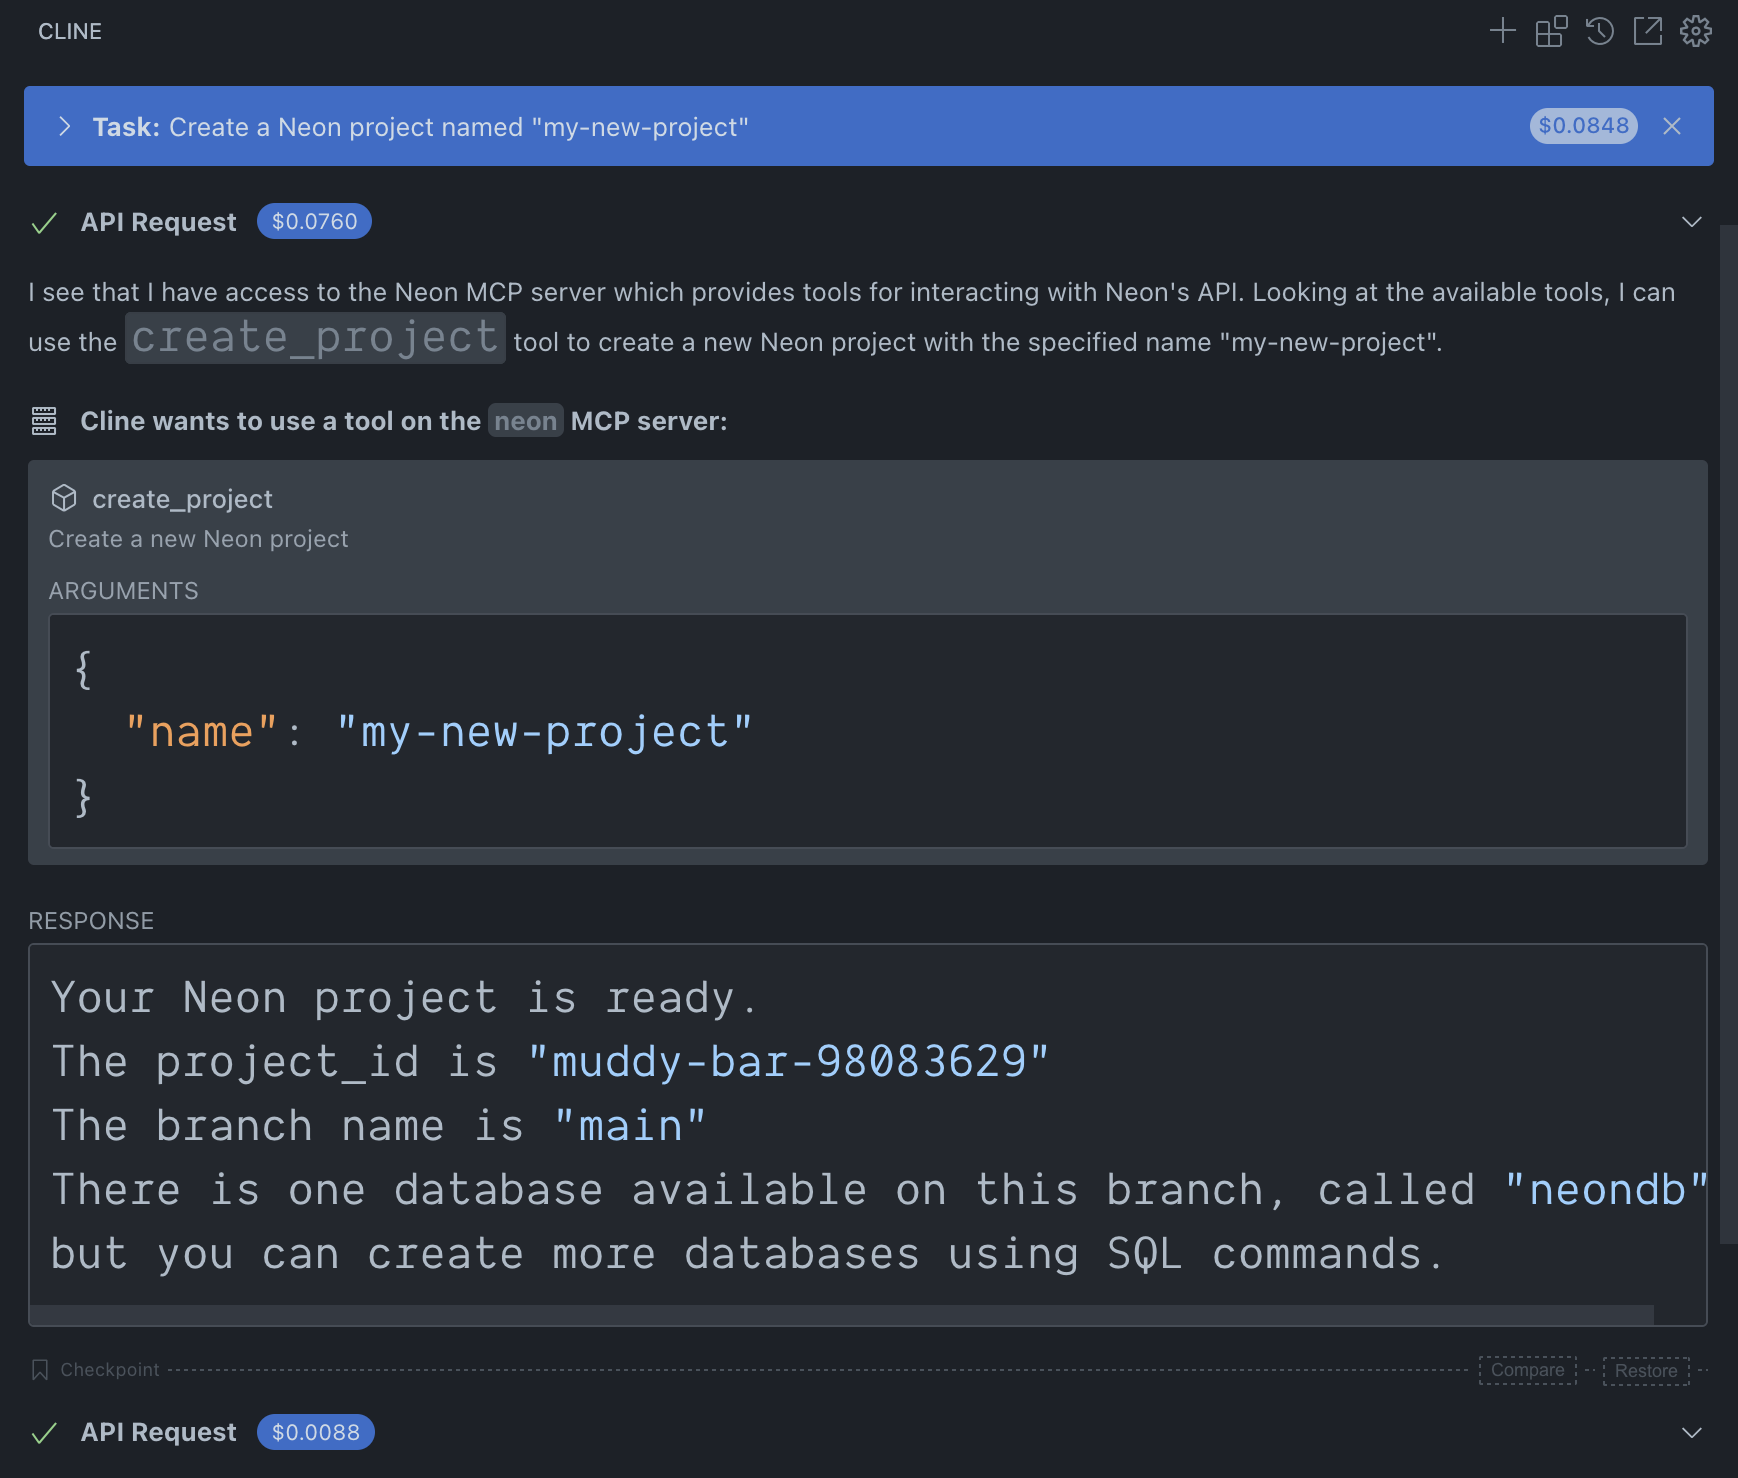 CLINE
Task: Create a Neon project named "my-new-project" $0.0848
API Request $0.0760
I see that I have access to the Neon MCP server which provides tools for interacting with Neon's API. Looking at the available tools, I can
use the create_project tool to create a new Neon project with the specified name "my-new-project".
Cline wants to use a tool on the neon MCP server:
create_project
Create a new Neon project
ARGUMENTS
{
"name": "my-new-project"
}
RESPONSE
Your Neon project is ready.
The project_id is "muddy-bar-98083629"
The branch name is "main"
There is one database available on this branch, called "neondb"
but you can create more databases using SQL commands.
Checkpoint Compare Restore
API Request $0.0088